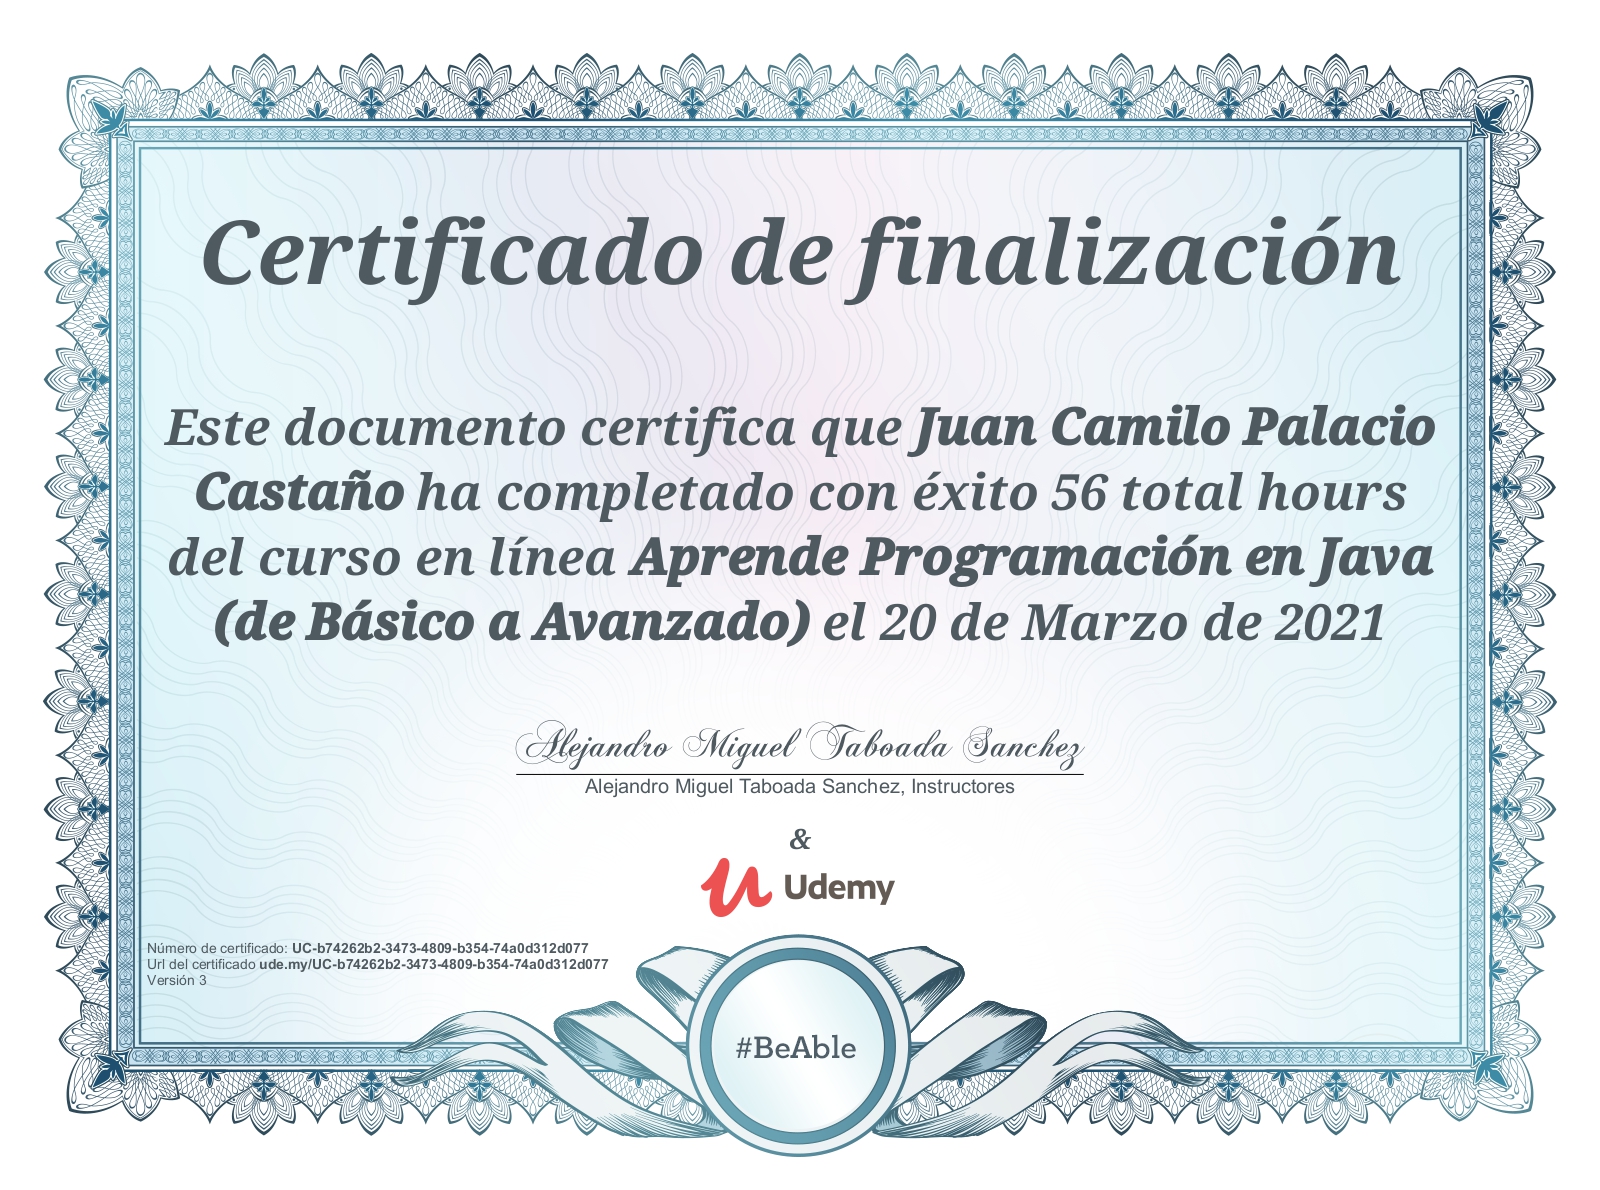 Certificado de finalización
Este documento certifica que Juan Camilo Palacio
Castaño ha completado con éxito 56 total hours
del curso en línea Aprende Programación en Java
(de Básico a Avanzado) el 20 de Marzo de 2021
Alejandro Miguel Taboada Sanchez
Alejandro Miguel Taboada Sanchez, Instructores
&
Udemy
Número de certificado: UC-b74262b2-3473-4809-b354-74a0d312d077
Url del certificado ude.my/UC-b74262b2-3473-4809-b354-74a0d312d077
Versión 3
#BeAble